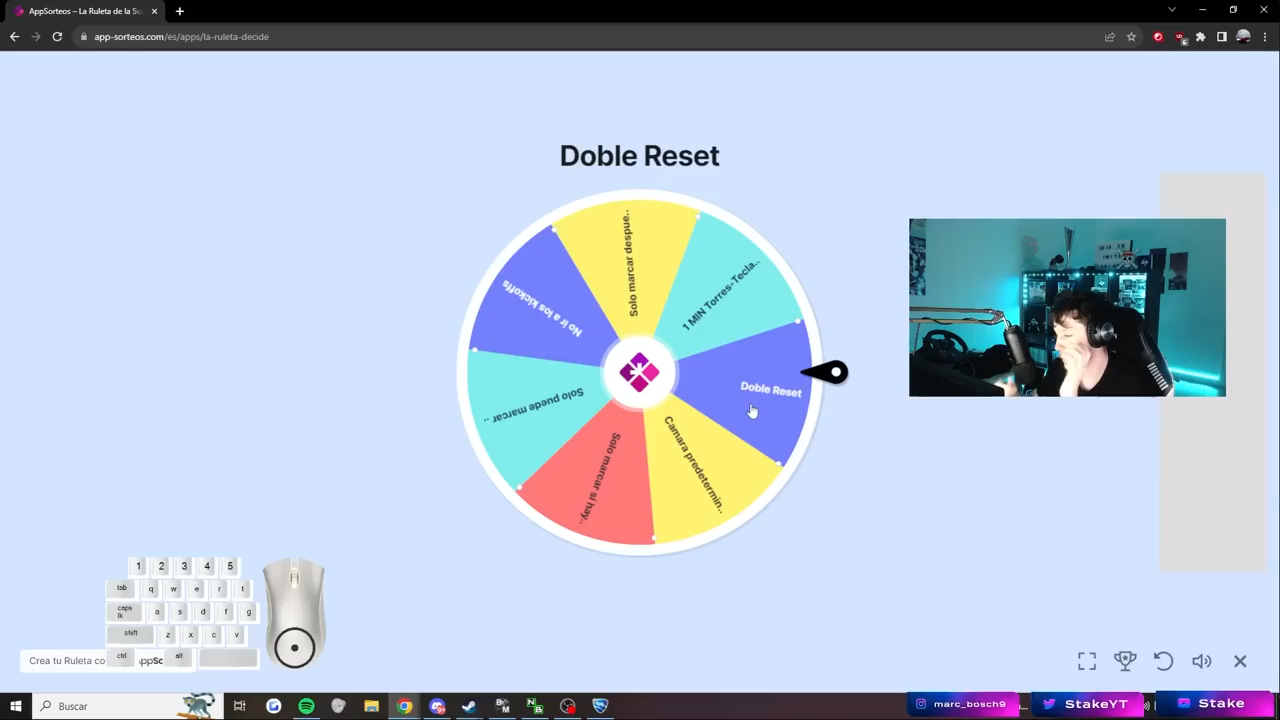 AppSorteos – La Ruleta de la Su
app-sorteos.com/es/apps/la-ruleta-decide
Doble Reset
Solo marcar despue..
1 MIN Torres-Tecla..
No ir a los kickoffs
Doble Reset
Solo puede marcar ..
Camara predetermin..
Solo marcar si hay..
1 2 3 4 5
tab q w e r t
caps lk a s d f g
shift z x c v
ctrl alt
Crea tu Ruleta co AppSo
Buscar
marc_bosch9
StakeYT
Stake